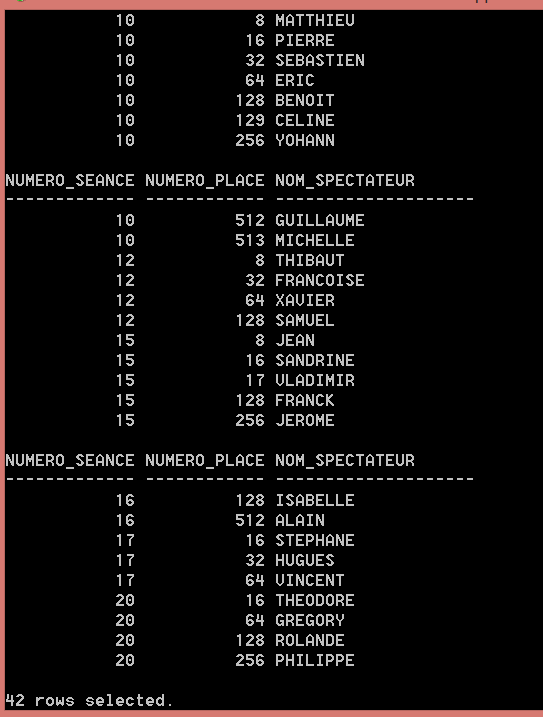 10 8 MATTHIEU
10 16 PIERRE
10 32 SEBASTIEN
10 64 ERIC
10 128 BENOIT
10 129 CELINE
10 256 YOHANN
NUMERO_SEANCE NUMERO_PLACE NOM_SPECTATEUR
------------- ------------ --------------------
10 512 GUILLAUME
10 513 MICHELLE
12 8 THIBAUT
12 32 FRANCOISE
12 64 XAVIER
12 128 SAMUEL
15 8 JEAN
15 16 SANDRINE
15 17 VLADIMIR
15 128 FRANCK
15 256 JEROME
NUMERO_SEANCE NUMERO_PLACE NOM_SPECTATEUR
------------- ------------ --------------------
16 128 ISABELLE
16 512 ALAIN
17 16 STEPHANE
17 32 HUGUES
17 64 VINCENT
20 16 THEODORE
20 64 GREGORY
20 128 ROLANDE
20 256 PHILIPPE
42 rows selected.